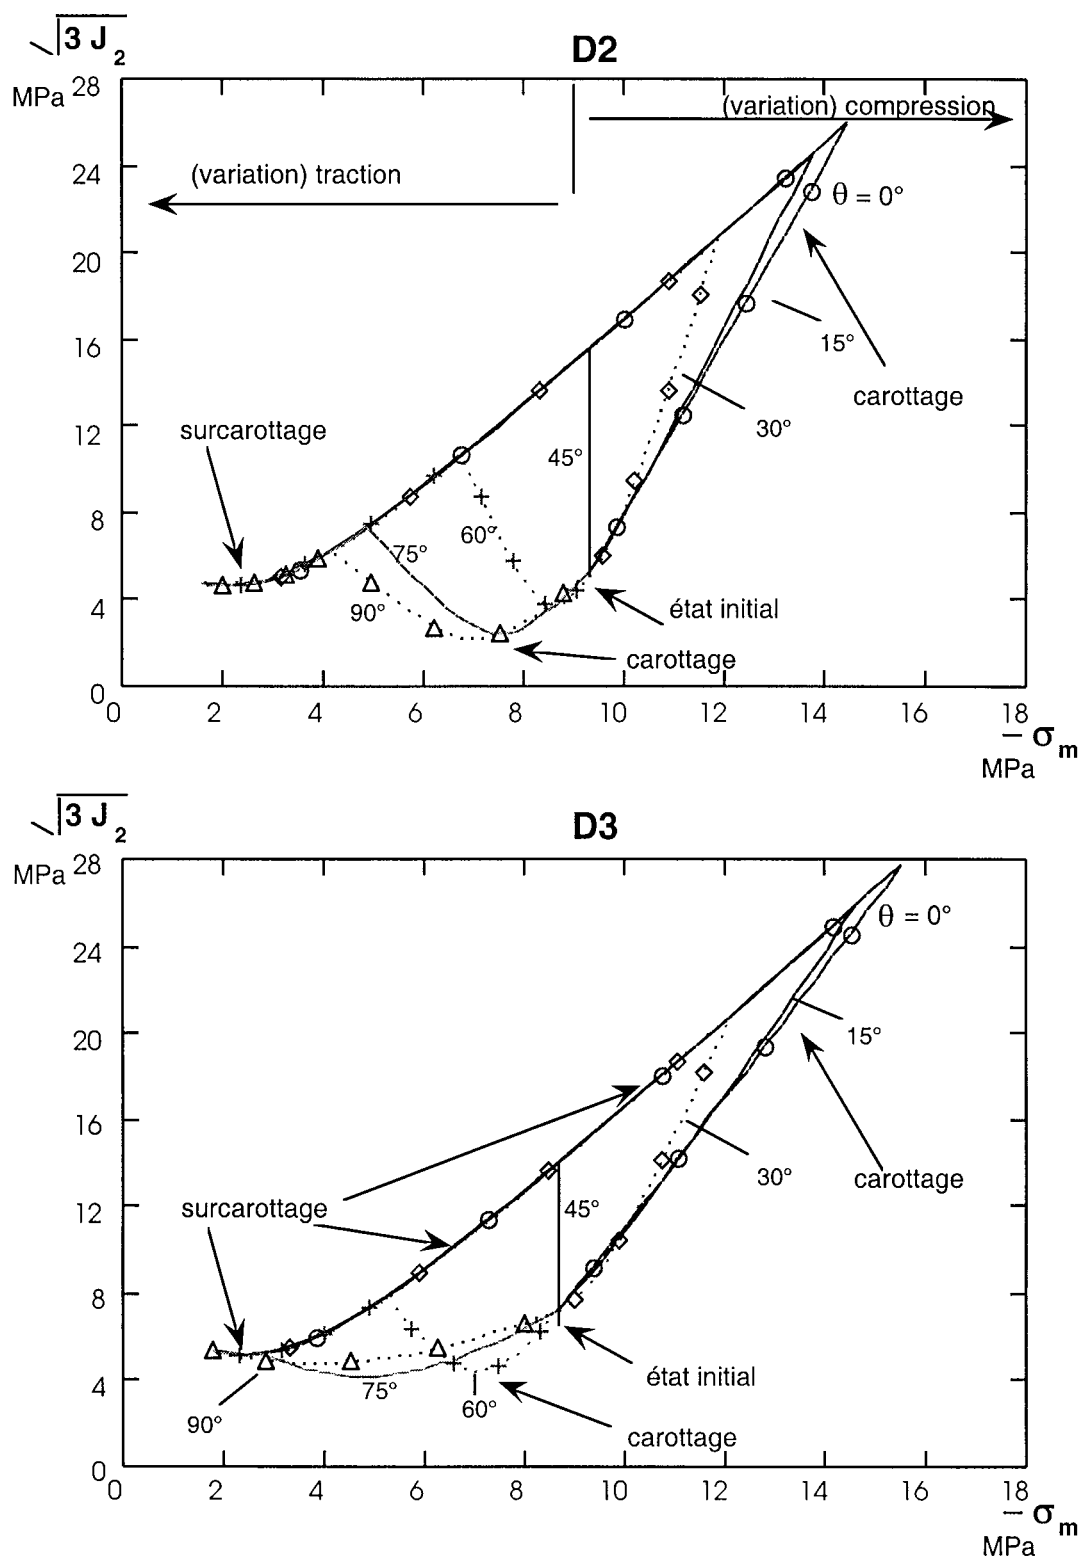 √3 J2
D2
MPa
28
(variation) compression
(variation) traction
24
θ = 0°
20
16
15°
carottage
surcarottage
12
30°
45°
8
60°
75°
90°
4
état initial
carottage
0
0 2 4 6 8 10 12 14 16 18
− σm
MPa
√3 J2
D3
MPa
28
θ = 0°
24
20
15°
16
30°
carottage
surcarottage
12
45°
8
état initial
4
75°
60°
90°
carottage
0
0 2 4 6 8 10 12 14 16 18
− σm
MPa